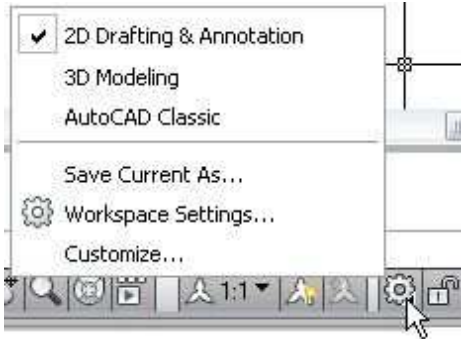 2D Drafting & Annotation
3D Modeling
AutoCAD Classic
Save Current As...
Workspace Settings...
Customize...
1:1